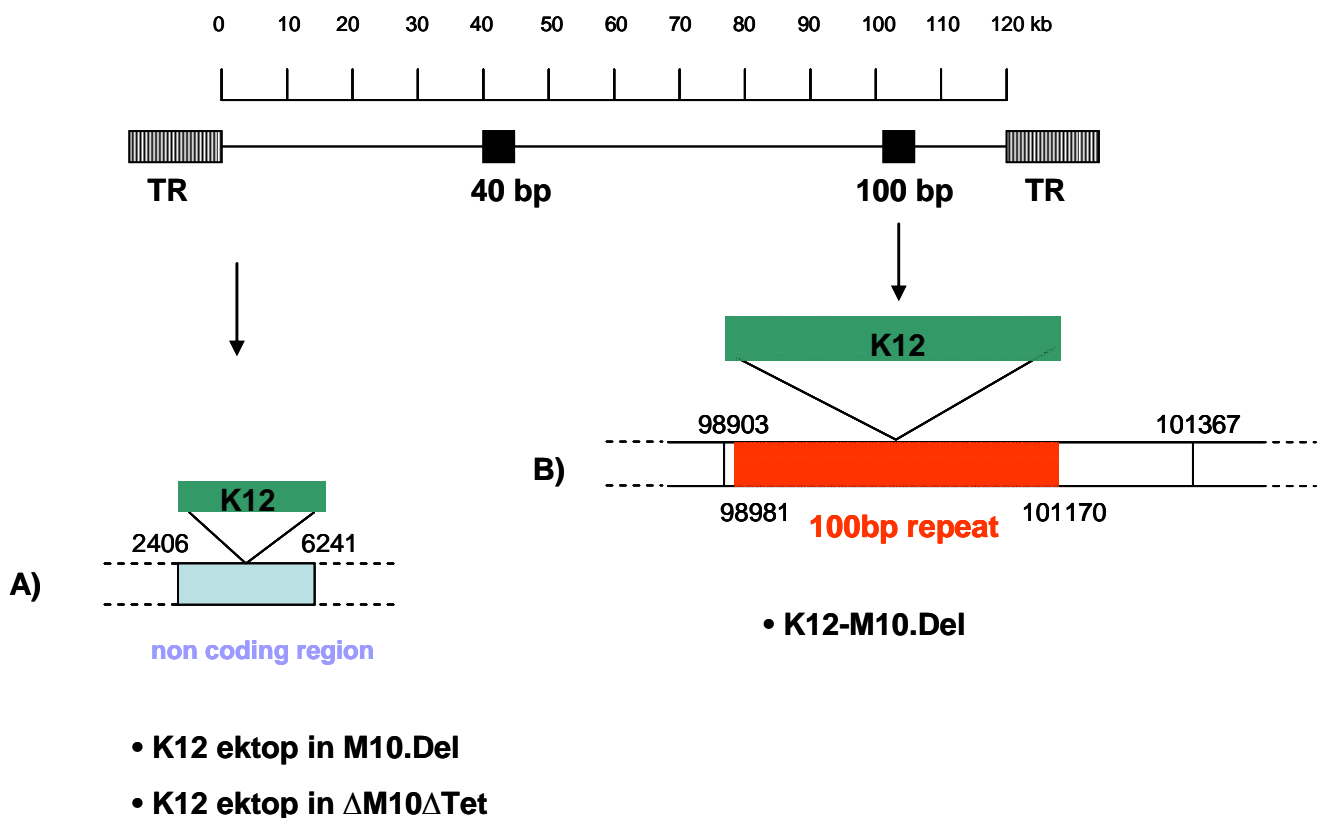 0 10 20 30 40 50 60 70 80 90 100 110 120 kb
TR 40 bp 100 bp TR
K12
98903 101367
B)
98981 101170
100bp repeat
• K12-M10.Del
K12
2406 6241
A)
non coding region
• K12 ektop in M10.Del
• K12 ektop in ΔM10ΔTet